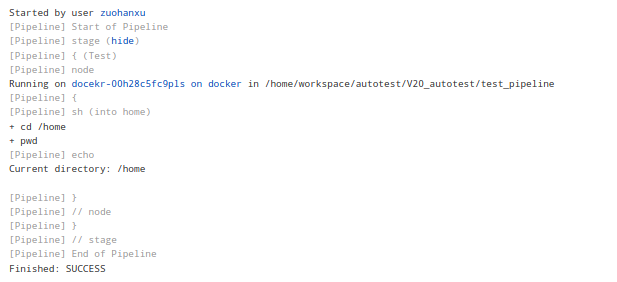 Started by user zuohanxu
[Pipeline] Start of Pipeline
[Pipeline] stage (hide)
[Pipeline] { (Test)
[Pipeline] node
Running on docekr-00h28c5fc9pls on docker in /home/workspace/autotest/V20_autotest/test_pipeline
[Pipeline] {
[Pipeline] sh (into home)
+ cd /home
+ pwd
[Pipeline] echo
Current directory: /home
[Pipeline] }
[Pipeline] // node
[Pipeline] }
[Pipeline] // stage
[Pipeline] End of Pipeline
Finished: SUCCESS